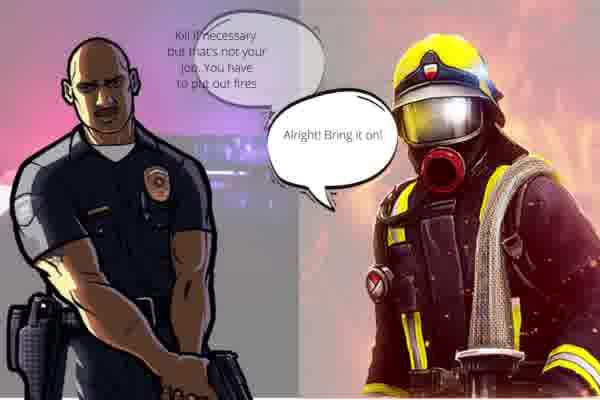 Kill if necessary
but that's not your
job. You have
to put out fires
Alright! Bring it on!